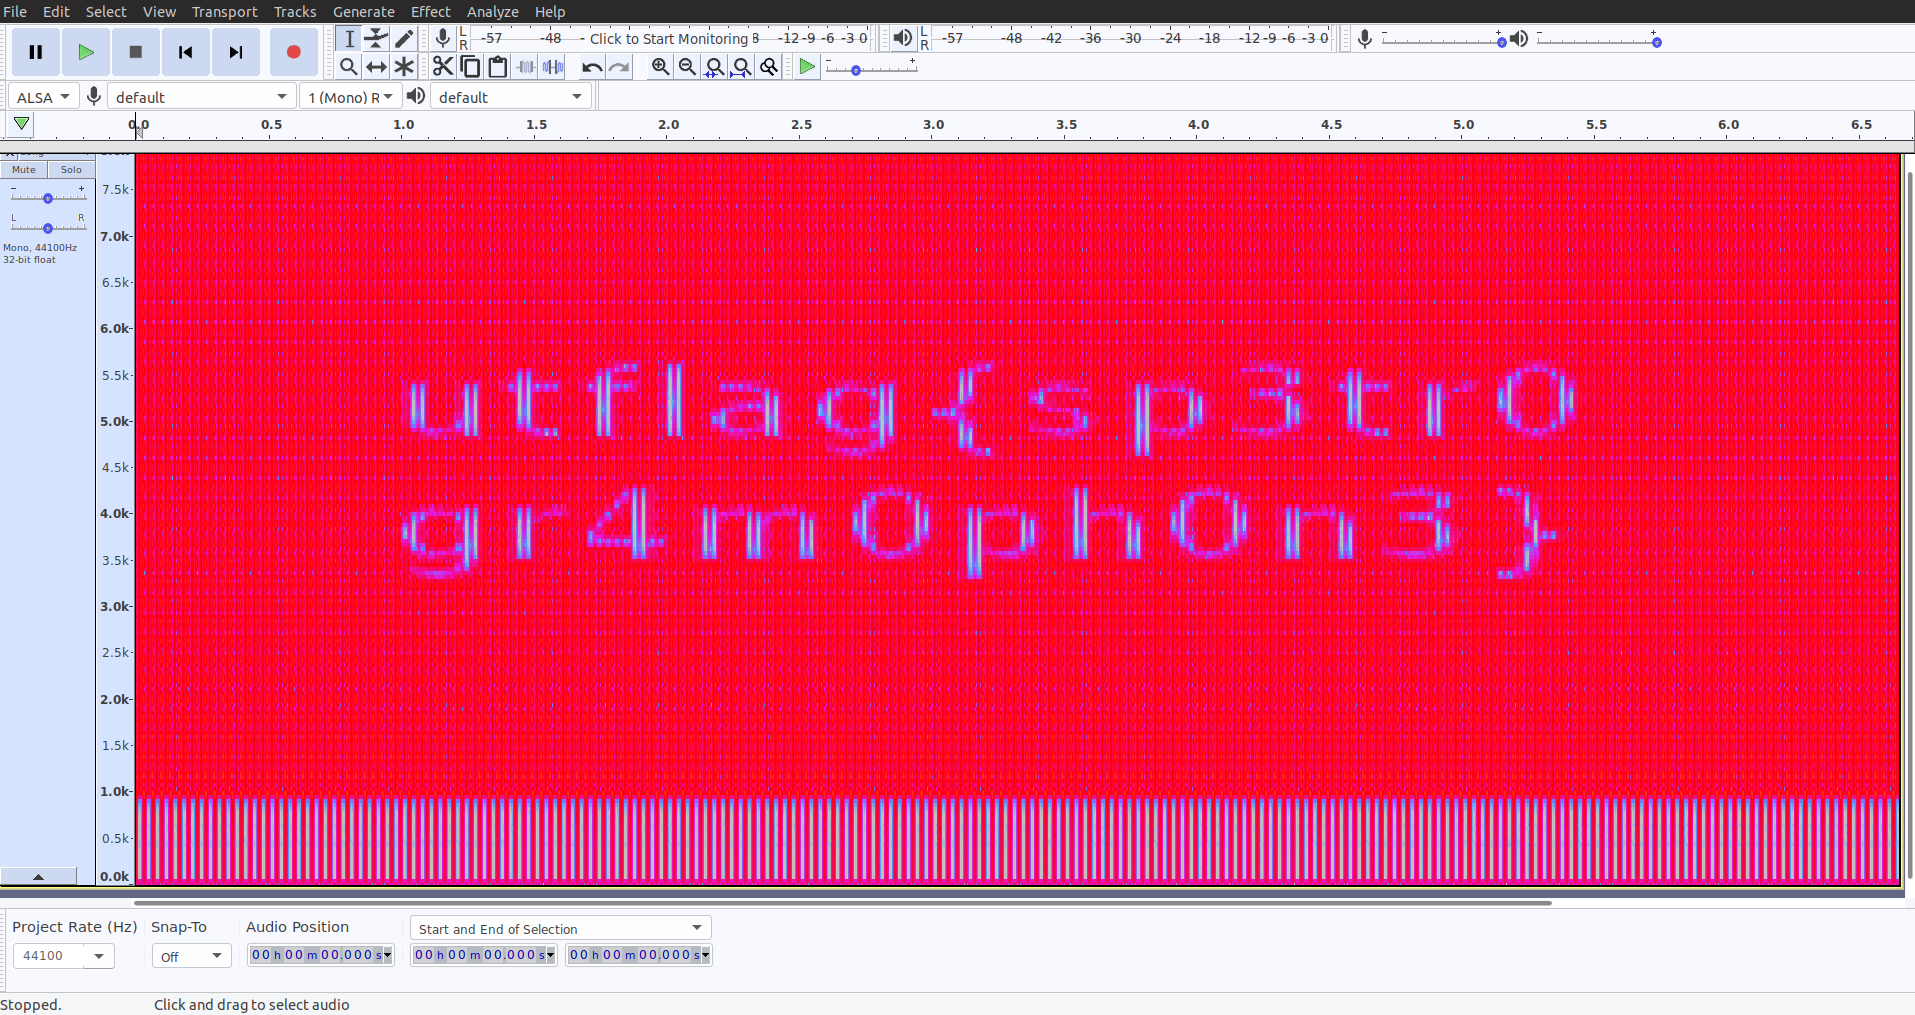 File Edit Select View Transport Tracks Generate Effect Analyze Help
L -57 -48 - Click to Start Monitoring 8 -12 -9 -6 -3 0 L -57 -48 -42 -36 -30 -24 -18 -12 -9 -6 -3 0 - + - +
R R
- +
ALSA default 1 (Mono) R default
0.0 0.5 1.0 1.5 2.0 2.5 3.0 3.5 4.0 4.5 5.0 5.5 6.0 6.5
Mute Solo
- +
L R
Mono, 44100Hz
32-bit float
7.5k
7.0k
6.5k
6.0k
5.5k
5.0k
4.5k
4.0k
3.5k
3.0k
2.5k
2.0k
1.5k
1.0k
0.5k
0.0k
utflag{sp3tr0
gr4m0ph0n3}
Project Rate (Hz) Snap-To Audio Position Start and End of Selection
44100 Off 00 h 00 m 00.000 s 00 h 00 m 00.000 s 00 h 00 m 00.000 s
Stopped. Click and drag to select audio